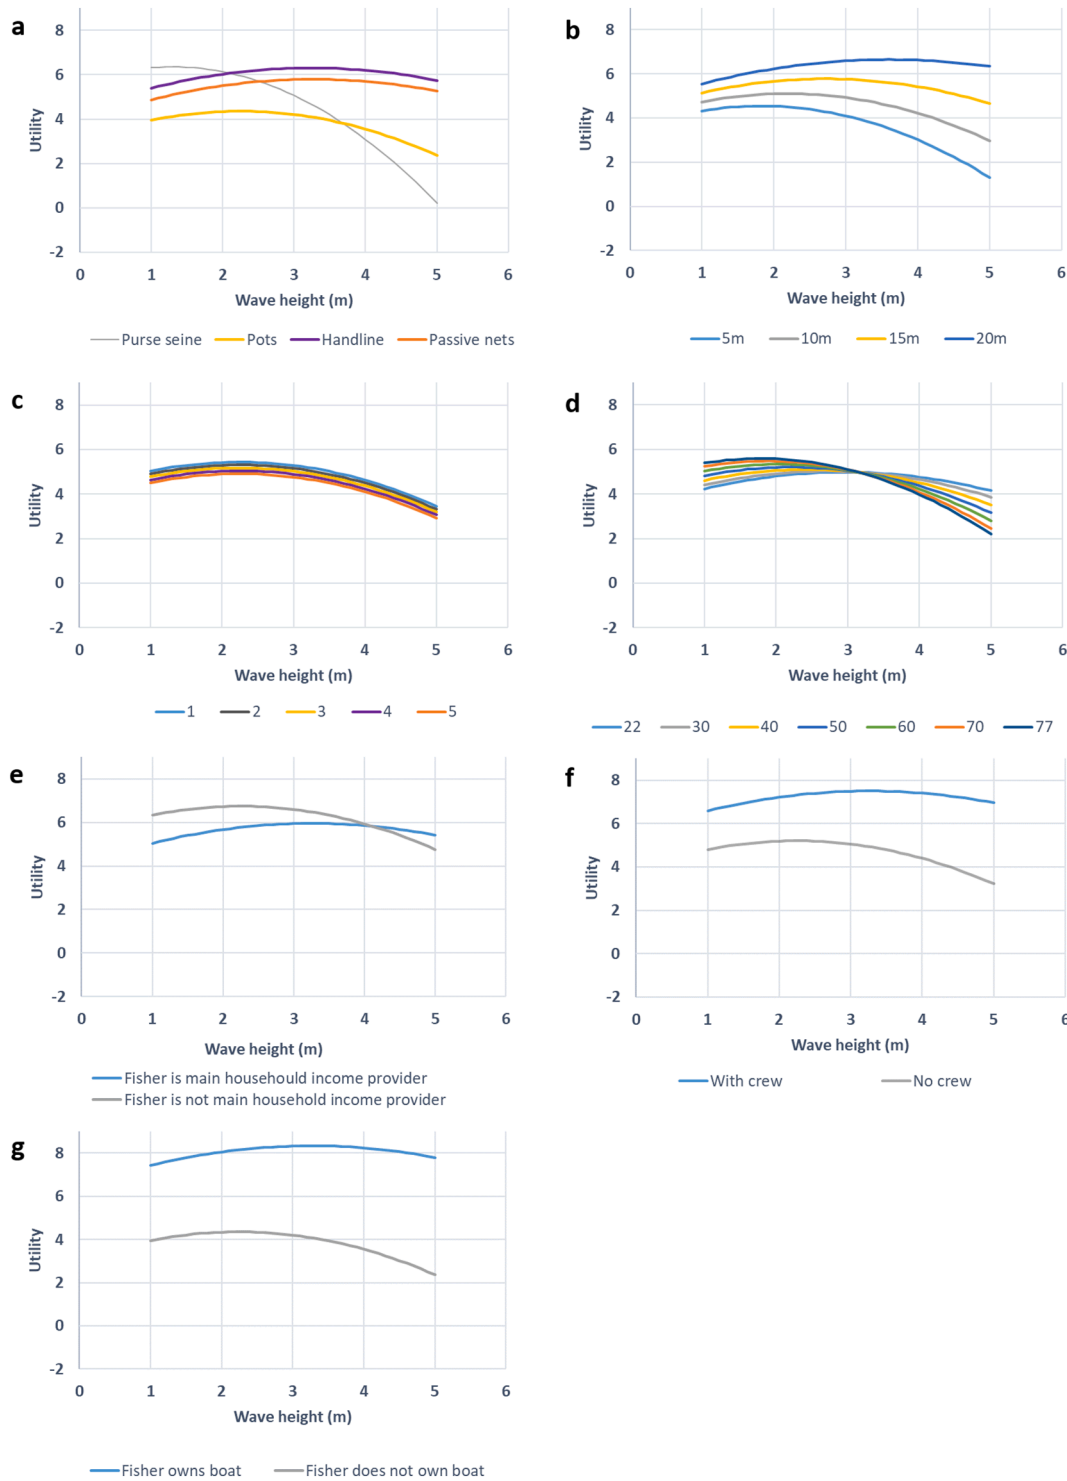 a
8
6
4
2
0
-2
Utility
0 1 2 3 4 5 6
Wave height (m)
Purse seine Pots Handline Passive nets
b
8
6
4
2
0
-2
Utility
0 1 2 3 4 5 6
Wave height (m)
5m 10m 15m 20m
c
8
6
4
2
0
-2
Utility
0 1 2 3 4 5 6
Wave height (m)
1 2 3 4 5
d
8
6
4
2
0
-2
Utility
0 1 2 3 4 5 6
Wave height (m)
22 30 40 50 60 70 77
e
8
6
4
2
0
-2
Utility
0 1 2 3 4 5 6
Wave height (m)
Fisher is main househould income provider
Fisher is not main household income provider
f
8
6
4
2
0
-2
Utility
0 1 2 3 4 5 6
Wave height (m)
With crew No crew
g
8
6
4
2
0
-2
Utility
0 1 2 3 4 5 6
Wave height (m)
Fisher owns boat Fisher does not own boat